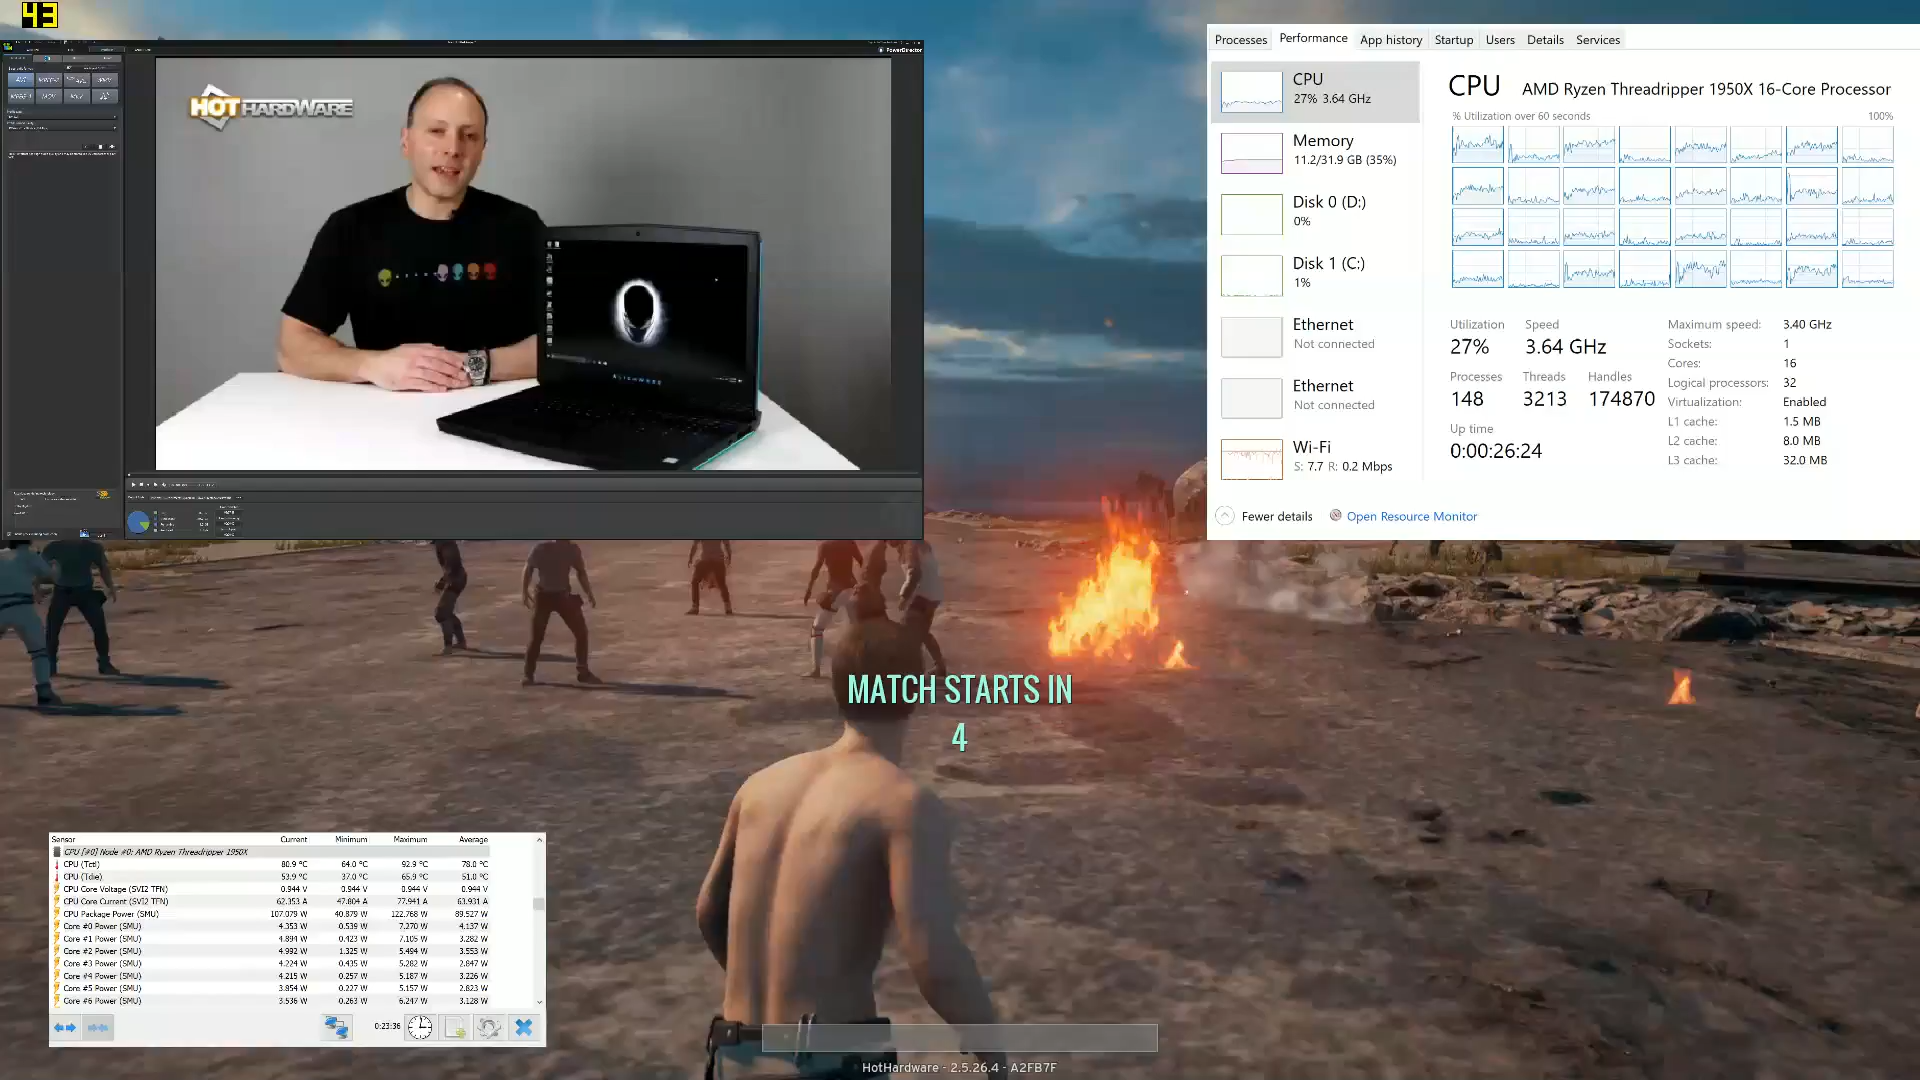 43
PowerDirector
HOTHARDWARE
ALIENWARE
Processes Performance App history Startup Users Details Services
CPU
27% 3.64 GHz
Memory
11.2/31.9 GB (35%)
Disk 0 (D:)
0%
Disk 1 (C:)
1%
Ethernet
Not connected
Ethernet
Not connected
Wi-Fi
S: 7.7 R: 0.2 Mbps
CPU AMD Ryzen Threadripper 1950X 16-Core Processor
% Utilization over 60 seconds 100%
Utilization Speed
27% 3.64 GHz
Processes Threads Handles
148 3213 174870
Up time
0:00:26:24
Maximum speed: 3.40 GHz
Sockets: 1
Cores: 16
Logical processors: 32
Virtualization: Enabled
L1 cache: 1.5 MB
L2 cache: 8.0 MB
L3 cache: 32.0 MB
Fewer details Open Resource Monitor
MATCH STARTS IN
4
Sensor Current Minimum Maximum Average
CPU [#0] Node #0: AMD Ryzen Threadripper 1950X
CPU (Tctl) 80.9 °C 64.0 °C 92.9 °C 78.0 °C
CPU (Tdie) 53.9 °C 37.0 °C 65.9 °C 51.0 °C
CPU Core Voltage (SVI2 TFN) 0.944 V 0.944 V 0.944 V 0.944 V
CPU Core Current (SVI2 TFN) 62.353 A 47.804 A 77.941 A 63.931 A
CPU Package Power (SMU) 107.079 W 40.879 W 122.768 W 89.527 W
Core #0 Power (SMU) 4.353 W 0.539 W 7.270 W 4.137 W
Core #1 Power (SMU) 4.894 W 0.423 W 7.105 W 3.282 W
Core #2 Power (SMU) 4.992 W 1.325 W 5.494 W 3.553 W
Core #3 Power (SMU) 4.224 W 0.435 W 5.282 W 2.847 W
Core #4 Power (SMU) 4.215 W 0.257 W 5.187 W 3.226 W
Core #5 Power (SMU) 3.854 W 0.227 W 5.157 W 2.823 W
Core #6 Power (SMU) 3.536 W 0.263 W 6.247 W 3.128 W
0:23:36
HotHardware - 2.5.26.4 - A2FB7F